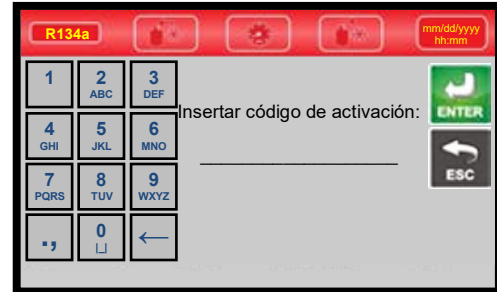 R134a
mm/dd/yyyy
hh:mm
1
2
ABC
3
DEF
4
GHI
5
JKL
6
MNO
7
PQRS
8
TUV
9
WXYZ
.,
0
Insertar código de activación:
ENTER
ESC